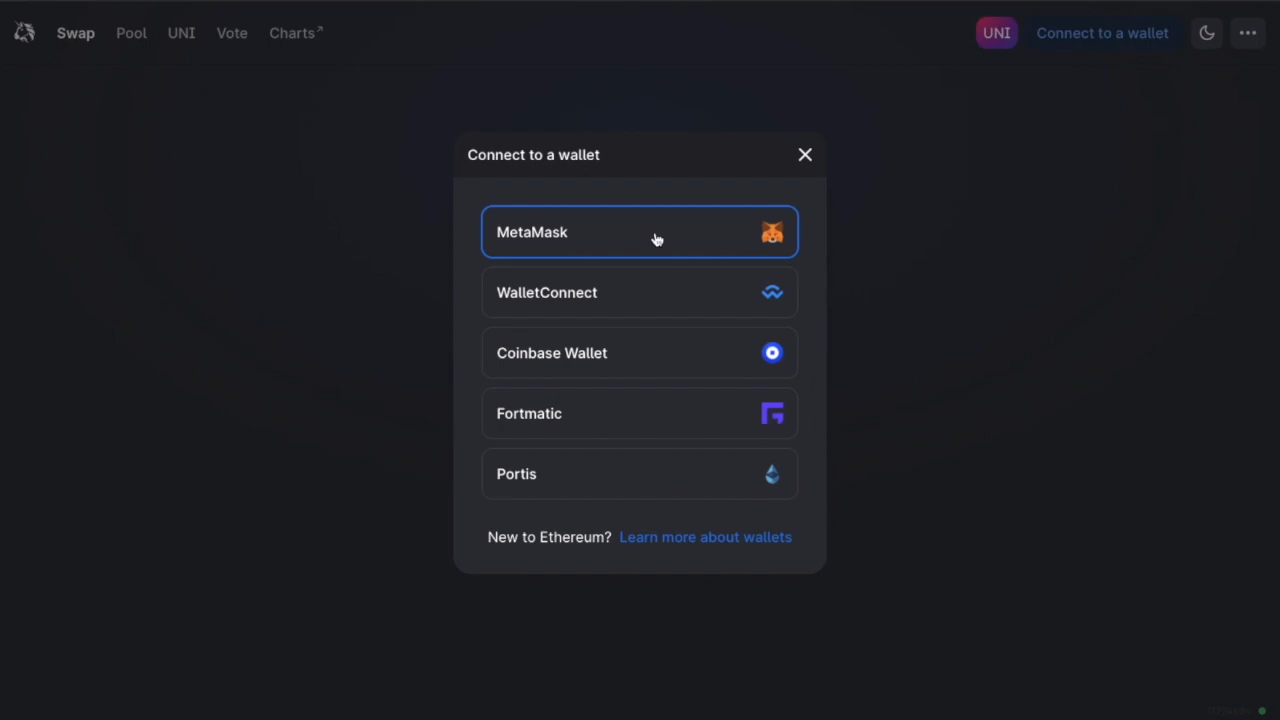 Swap Pool UNI Vote Charts↗ UNI Connect to a wallet
Connect to a wallet
MetaMask
WalletConnect
Coinbase Wallet
Fortmatic
Portis
New to Ethereum? Learn more about wallets